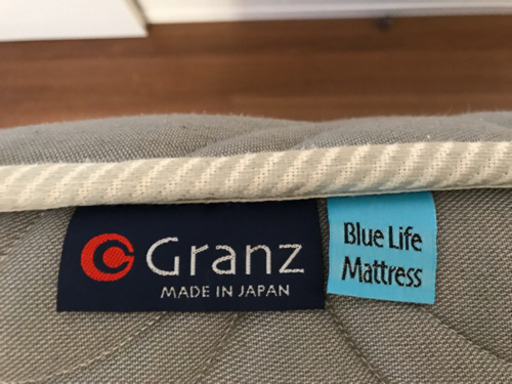 Granz
MADE IN JAPAN
Blue Life
Mattress